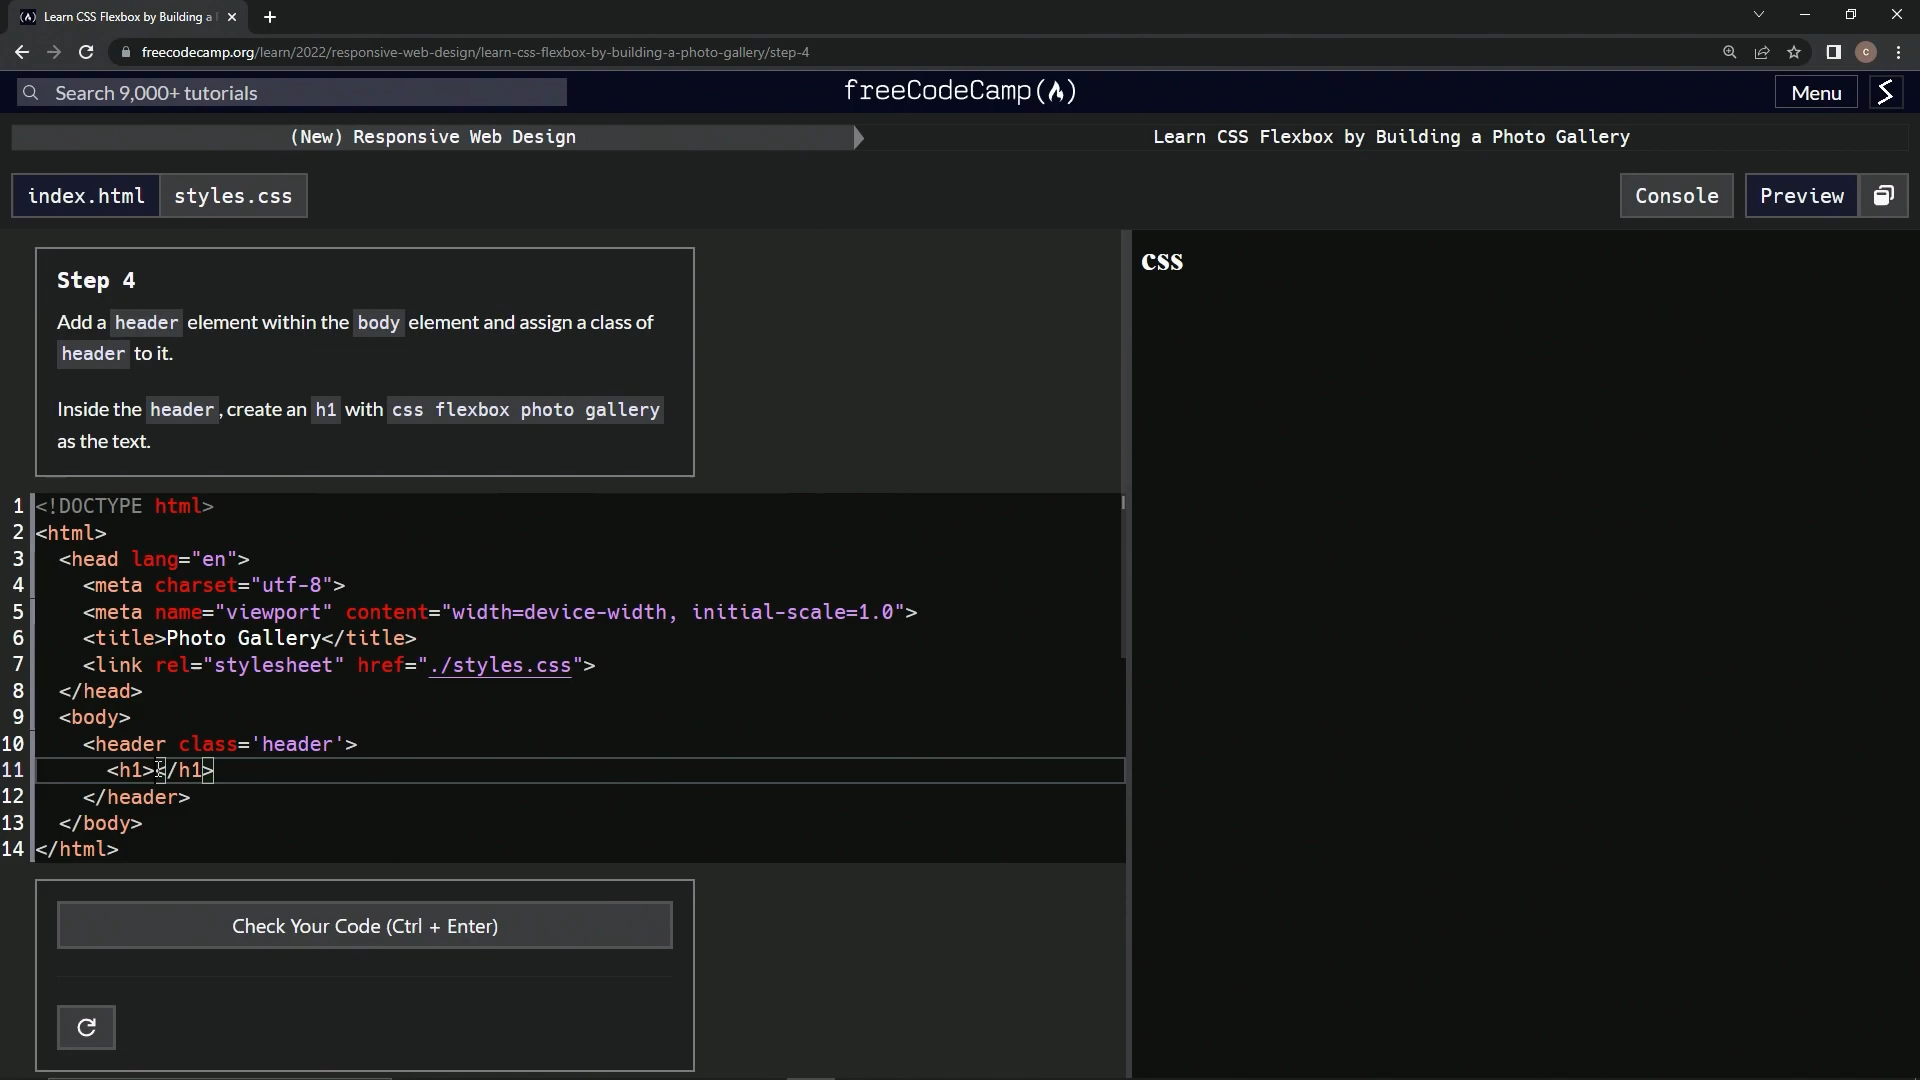 Learn CSS Flexbox by Building a
freecodecamp.org/learn/2022/responsive-web-design/learn-css-flexbox-by-building-a-photo-gallery/step-4
C
Search 9,000+ tutorials
freeCodeCamp
Menu
(New) Responsive Web Design
Learn CSS Flexbox by Building a Photo Gallery
index.html
styles.css
Console
Preview
Step 4
Add a header element within the body element and assign a class of
header to it.
Inside the header, create an h1 with css flexbox photo gallery
as the text.
css
1 <!DOCTYPE html>
2 <html>
3 <head lang="en">
4 <meta charset="utf-8">
5 <meta name="viewport" content="width=device-width, initial-scale=1.0">
6 <title>Photo Gallery</title>
7 <link rel="stylesheet" href="./styles.css">
8 </head>
9 <body>
10 <header class='header'>
11 <h1></h1>
12 </header>
13 </body>
14 </html>
Check Your Code (Ctrl + Enter)